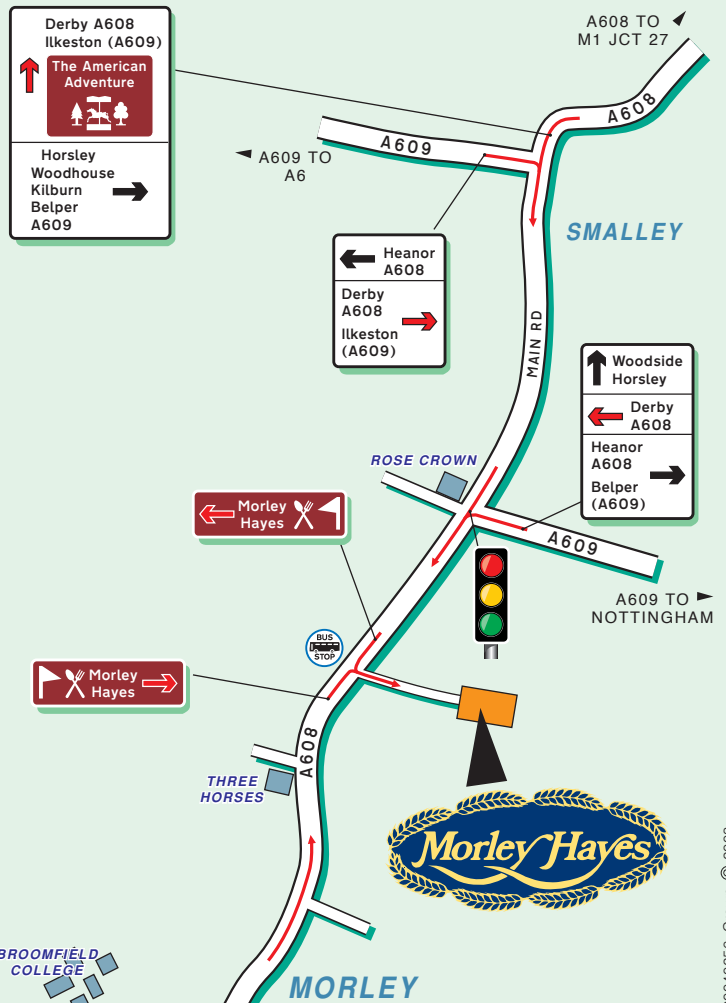 Derby A608
Ilkeston (A609)
The American
Adventure
Horsley
Woodhouse
Kilburn
Belper
A609
A608 TO
M1 JCT 27
A608
A609
A609 TO
A6
SMALLEY
Heanor
A608
Derby
A608
Ilkeston
(A609)
MAIN RD
Woodside
Horsley
Derby
A608
Heanor
A608
Belper
(A609)
ROSE CROWN
Morley
Hayes
A609
A609 TO
NOTTINGHAM
BUS
STOP
Morley
Hayes
A608
THREE
HORSES
Morley Hayes
BROOMFIELD
COLLEGE
MORLEY